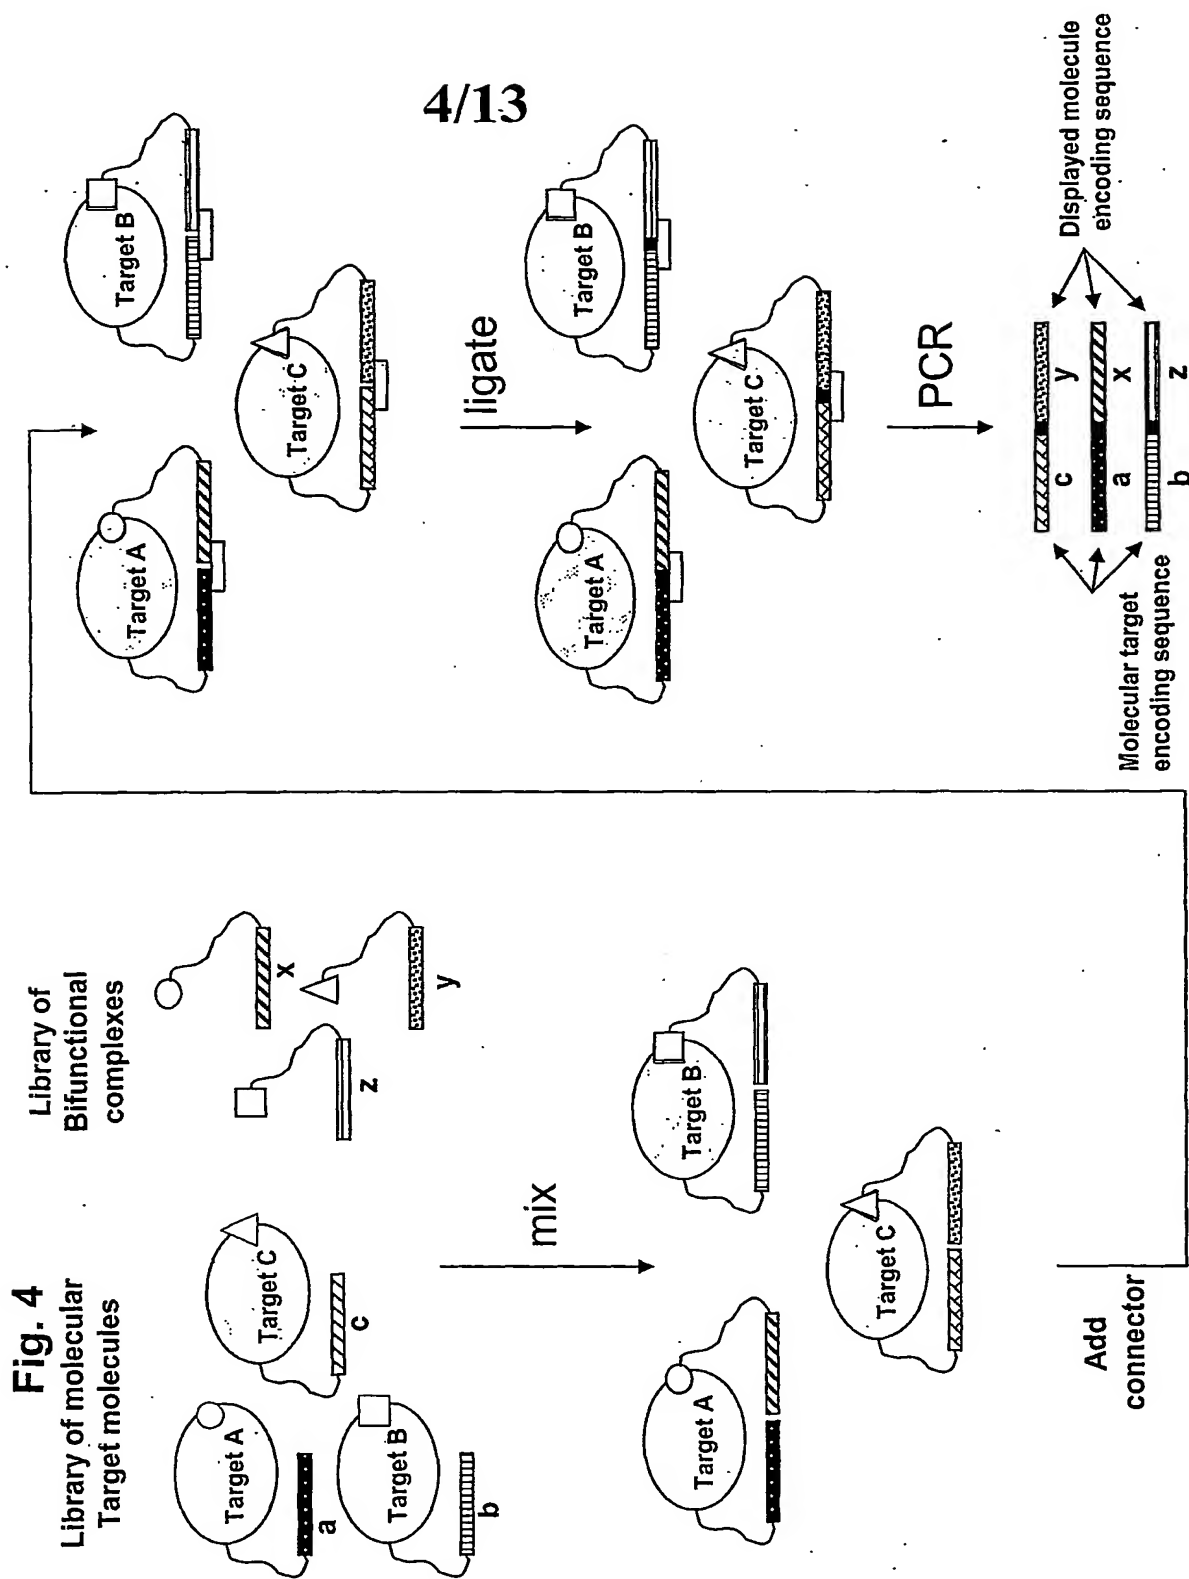 4/13
Fig. 4
Library of molecular
Target molecules
Target A
a
Target B
b
Target C
c
Library of
Bifunctional
complexes
x
z
y
mix
Target A
Target B
Target C
Add
connector
Target A
Target B
Target C
ligate
Target A
Target B
Target C
PCR
c y
a x
b z
Molecular target
encoding sequence
Displayed molecule
encoding sequence